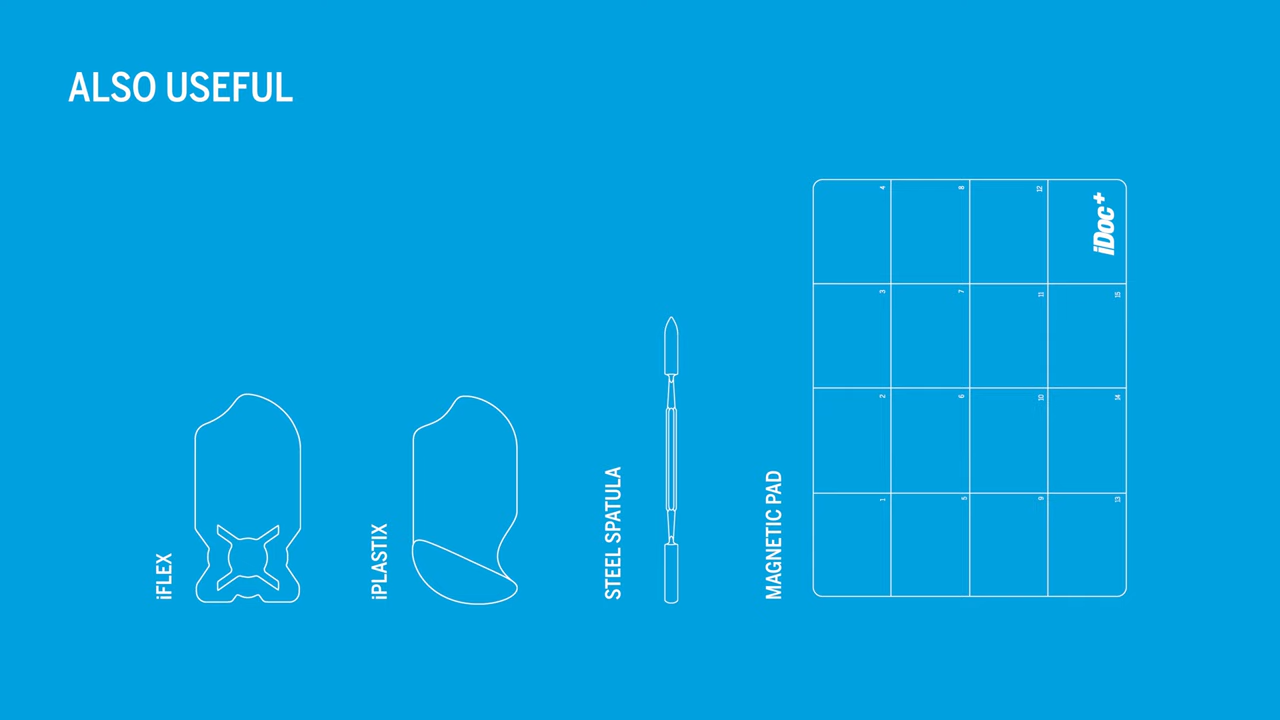 ALSO USEFUL
iFLEX
iPLASTIX
STEEL SPATULA
MAGNETIC PAD
4
8
12
iDoc+
3
7
11
15
2
6
10
14
1
5
9
13